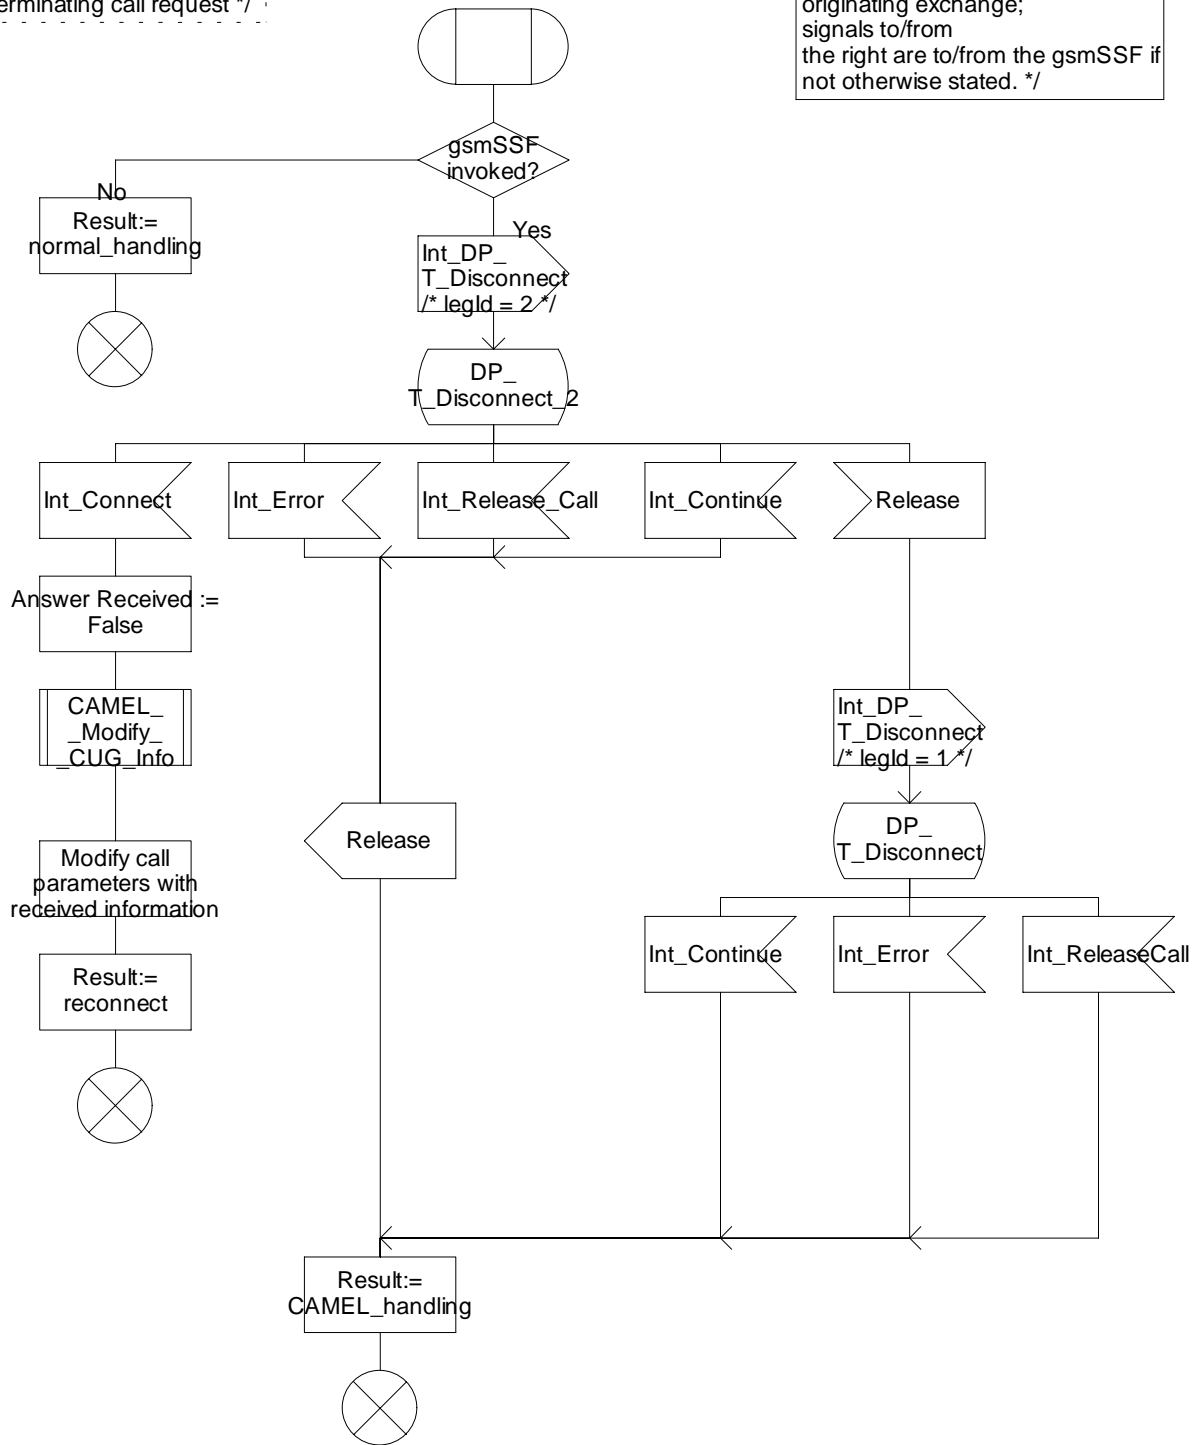 erminating call request */
originating exchange;
signals to/from
the right are to/from the gsmSSF if
not otherwise stated. */
gsmSSF
invoked?
No
Yes
Result:=
normal_handling
Int_DP_
T_Disconnect
/* legId = 2 */
DP_
T_Disconnect_2
Int_Connect
Int_Error
Int_Release_Call
Int_Continue
Release
Answer Received :=
False
CAMEL_
_Modify_
_CUG_Info
Int_DP_
T_Disconnect
/* legId = 1 */
Release
DP_
T_Disconnect
Modify call
parameters with
received information
Int_Continue
Int_Error
Int_ReleaseCall
Result:=
reconnect
Result:=
CAMEL_handling